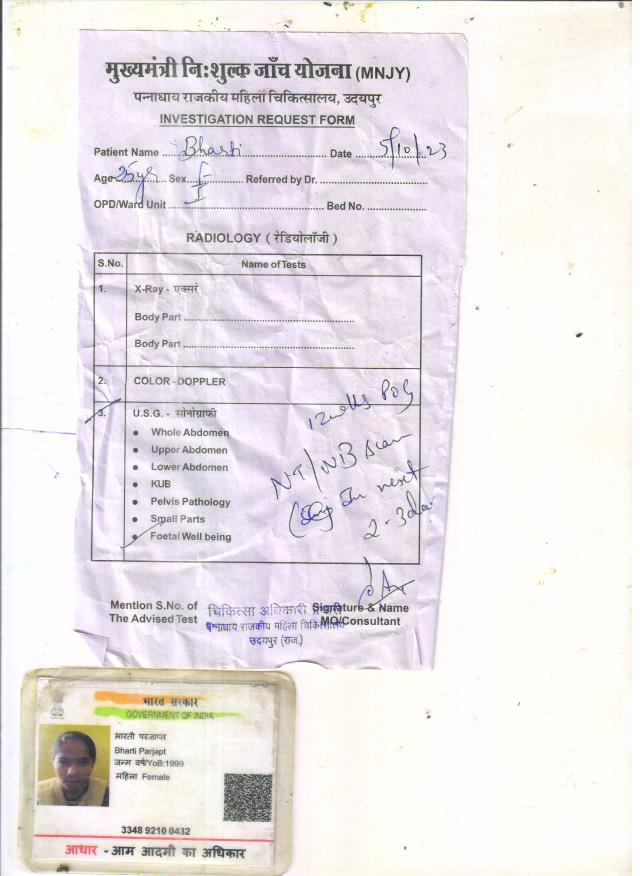 मुख्यमंत्री निःशुल्क जाँच योजना (MNJY)
पन्नाधाय राजकीय महिला चिकित्सालय, उदयपुर
INVESTIGATION REQUEST FORM
Patient Name Bharti Date 5/10/23
Age 25yr Sex F Referred by Dr.
OPD/Ward Unit I Bed No.
RADIOLOGY ( रेडियोलॉजी )
S.No. Name of Tests
1. X-Ray - एक्सरे
Body Part
Body Part
2. COLOR - DOPPLER
3. U.S.G. - सोनोग्राफी
• Whole Abdomen
• Upper Abdomen
• Lower Abdomen
• KUB
• Pelvis Pathology
• Small Parts
• Foetal Well being
12 wks POG
NT/NB scan
in next
2-3 da
Mention S.No. of
The Advised Test
Signature & Name
MO/Consultant
चिकित्सा अधिकारी प्रभारी
पन्नाधाय राजकीय महिला चिकित्सालय
उदयपुर (राज.)
भारत सरकार
GOVERNMENT OF INDIA
भारती परजाप्त
Bharti Parjapt
जन्म वर्ष/YoB:1999
महिला Female
3348 9210 0432
आधार - आम आदमी का अधिकार